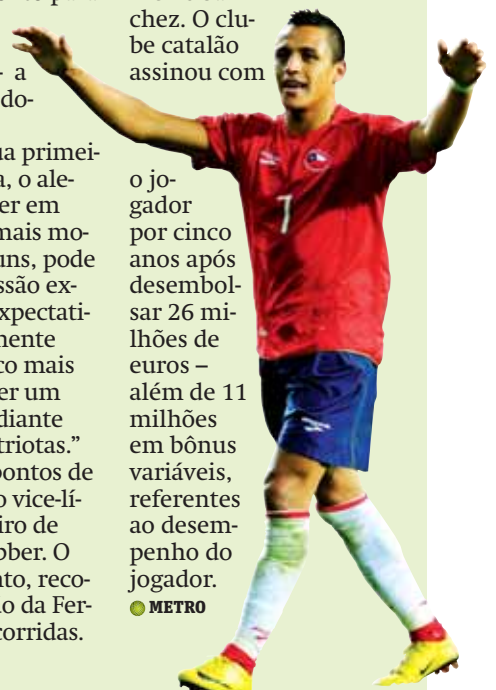 - a
do-
ua primei-
a, o ale-
er em
mais mo-
uns, pode
ssão ex-
xpectati-
mente
co mais
er um
diante
triotas.”
pontos de
o vice-lí-
iro de
bber. O
nto, reco-
o da Fer-
corridas.
chez. O clu-
be catalão
assinou com
o jo-
gador
por cinco
anos após
desembol-
sar 26 mi-
lhões de
euros –
além de 11
milhões
em bônus
variáveis,
referentes
ao desem-
penho do
jogador.
METRO
7